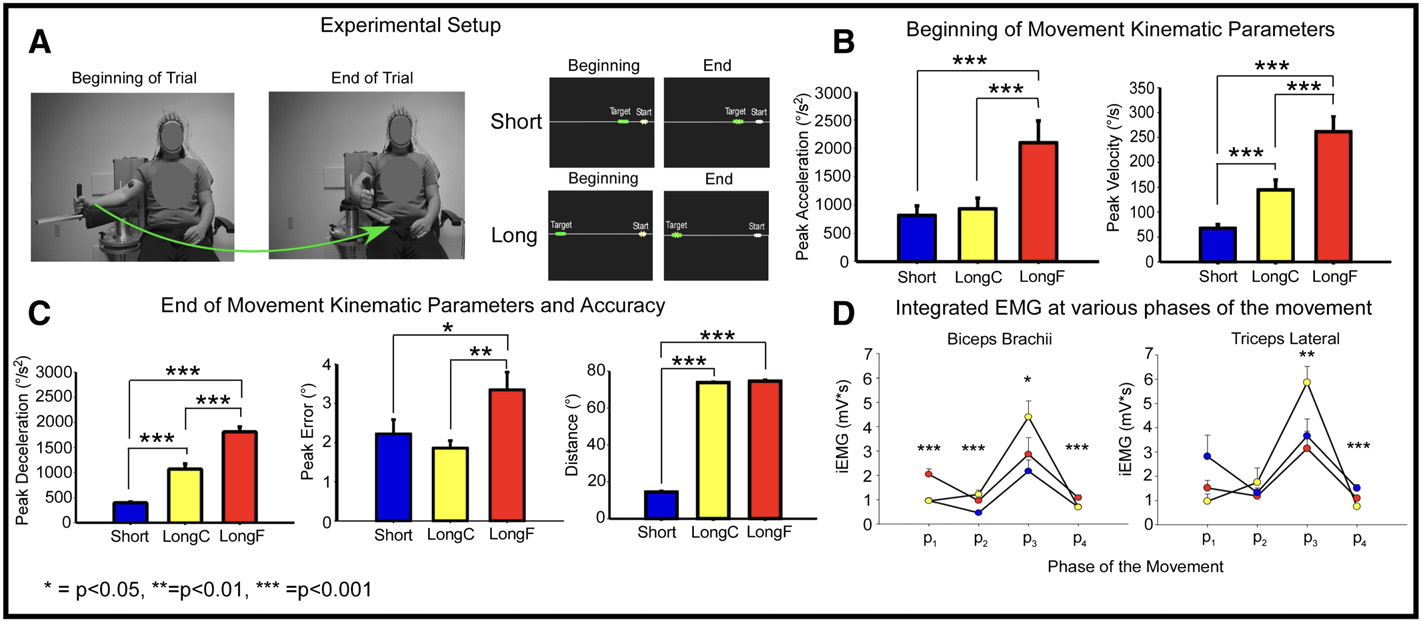 A
Experimental Setup
Beginning of Trial
End of Trial
Beginning
End
Short
Target Start
Target Start
Beginning
End
Long
Target Start
Target Start
B
Beginning of Movement Kinematic Parameters
***
***
Peak Acceleration (°/s²)
3000
2500
2000
1500
1000
500
0
Short LongC LongF
***
***
***
Peak Velocity (°/s)
350
300
250
200
150
100
50
0
Short LongC LongF
C
End of Movement Kinematic Parameters and Accuracy
***
***
***
Peak Deceleration (°/s²)
3000
2500
2000
1500
1000
500
0
Short LongC LongF
*
**
Peak Error (°)
4
3
2
1
0
Short LongC LongF
***
***
Distance (°)
80
60
40
20
0
Short LongC LongF
D
Integrated EMG at various phases of the movement
Biceps Brachii
iEMG (mV*s)
7
6
5
4
3
2
1
0
*** *** * ***
p₁ p₂ p₃ p₄
Triceps Lateral
iEMG (mV*s)
7
6
5
4
3
2
1
0
** ***
p₁ p₂ p₃ p₄
Phase of the Movement
* = p<0.05, **=p<0.01, *** =p<0.001